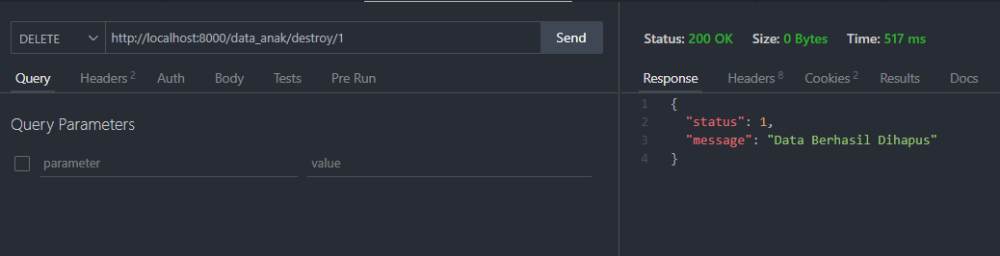 DELETE http://localhost:8000/data_anak/destroy/1 Send
Query Headers 2 Auth Body Tests Pre Run
Query Parameters
parameter value
Status: 200 OK Size: 0 Bytes Time: 517 ms
Response Headers 8 Cookies 2 Results Docs
1 {
2 "status": 1,
3 "message": "Data Berhasil Dihapus"
4 }